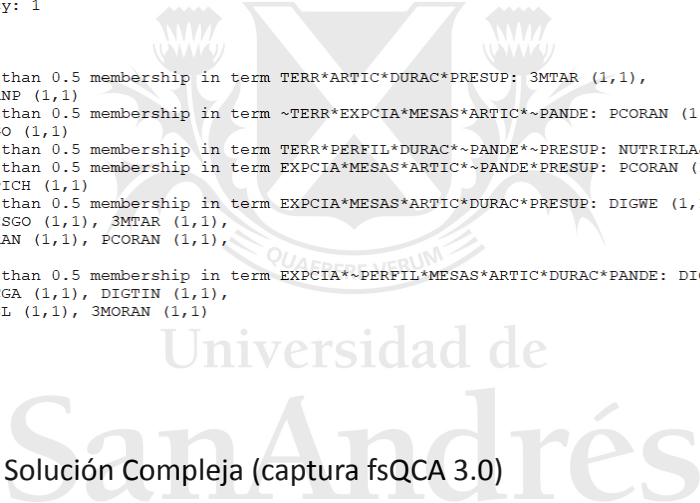 y: 1
than 0.5 membership in term TERR*ARTIC*DURAC*PRESUP: 3MTAR (1,1),
NP (1,1)
than 0.5 membership in term ~TERR*EXPCIA*MESAS*ARTIC*~PANDE: PCORAN (1
O (1,1)
than 0.5 membership in term TERR*PERFIL*DURAC*~PANDE*~PRESUP: NUTRIRLA
than 0.5 membership in term EXPCIA*MESAS*ARTIC*~PANDE*PRESUP: PCORAN (
ICH (1,1)
than 0.5 membership in term EXPCIA*MESAS*ARTIC*DURAC*PRESUP: DIGWE (1,
SGO (1,1), 3MTAR (1,1),
AN (1,1), PCORAN (1,1),
than 0.5 membership in term EXPCIA*~PERFIL*MESAS*ARTIC*DURAC*PANDE: DI
GA (1,1), DIGTIN (1,1),
L (1,1), 3MORAN (1,1)
QUAERERE VERUM
Universidad de
SanAndrés
Solución Compleja (captura fsQCA 3.0)